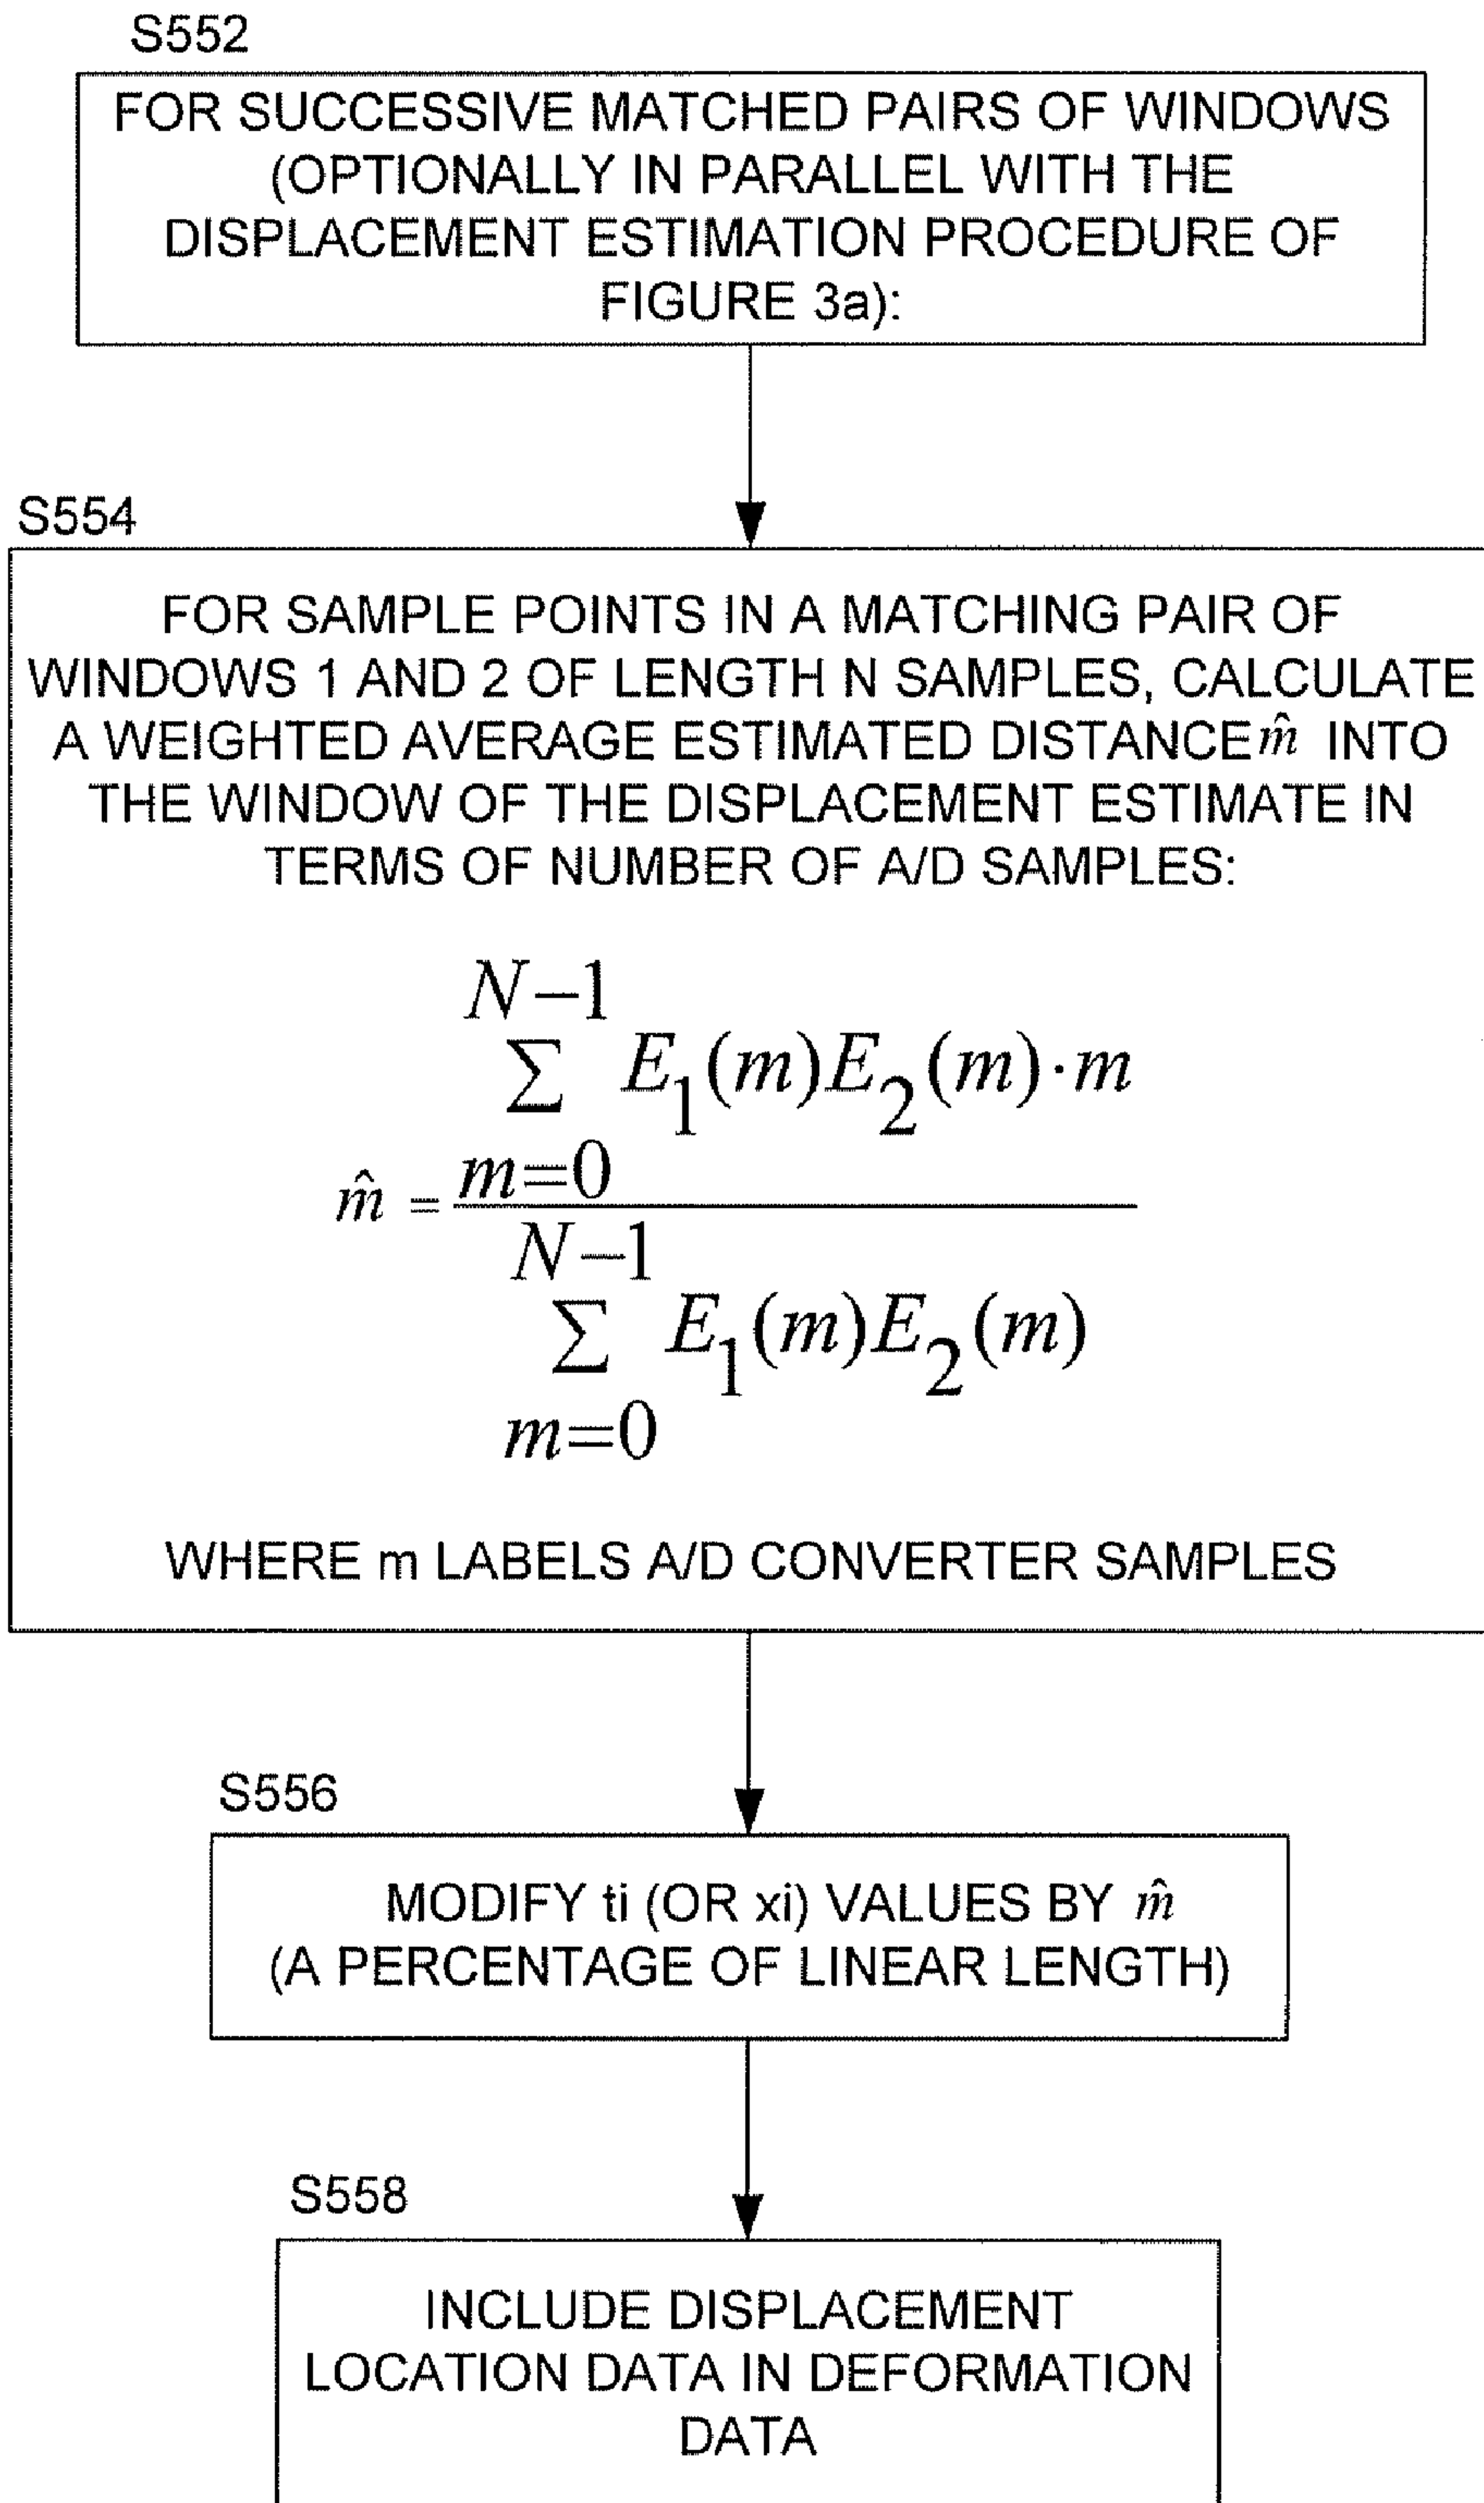 S552
FOR SUCCESSIVE MATCHED PAIRS OF WINDOWS
(OPTIONALLY IN PARALLEL WITH THE
DISPLACEMENT ESTIMATION PROCEDURE OF
FIGURE 3a):
S554
FOR SAMPLE POINTS IN A MATCHING PAIR OF
WINDOWS 1 AND 2 OF LENGTH N SAMPLES, CALCULATE
A WEIGHTED AVERAGE ESTIMATED DISTANCE m̂ INTO
THE WINDOW OF THE DISPLACEMENT ESTIMATE IN
TERMS OF NUMBER OF A/D SAMPLES:
N−1
Σ E₁(m)E₂(m)·m
m=0
m̂ =
N−1
Σ E₁(m)E₂(m)
m=0
WHERE m LABELS A/D CONVERTER SAMPLES
S556
MODIFY ti (OR xi) VALUES BY m̂
(A PERCENTAGE OF LINEAR LENGTH)
S558
INCLUDE DISPLACEMENT
LOCATION DATA IN DEFORMATION
DATA